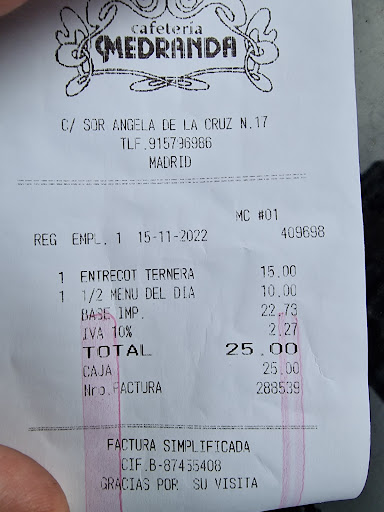 cafetería
MEDRANDA
C/ SOR ANGELA DE LA CRUZ N.17
TLF.915796986
MADRID
MC #01
REG EMPL. 1 15-11-2022 409698
1 ENTRECOT TERNERA 15.00
1 1/2 MENU DEL DIA 10.00
BASE IMP. 22.73
IVA 10% 2.27
TOTAL 25.00
CAJA 25.00
Nro.FACTURA 288539
FACTURA SIMPLIFICADA
CIF.B-87455408
GRACIAS POR SU VISITA